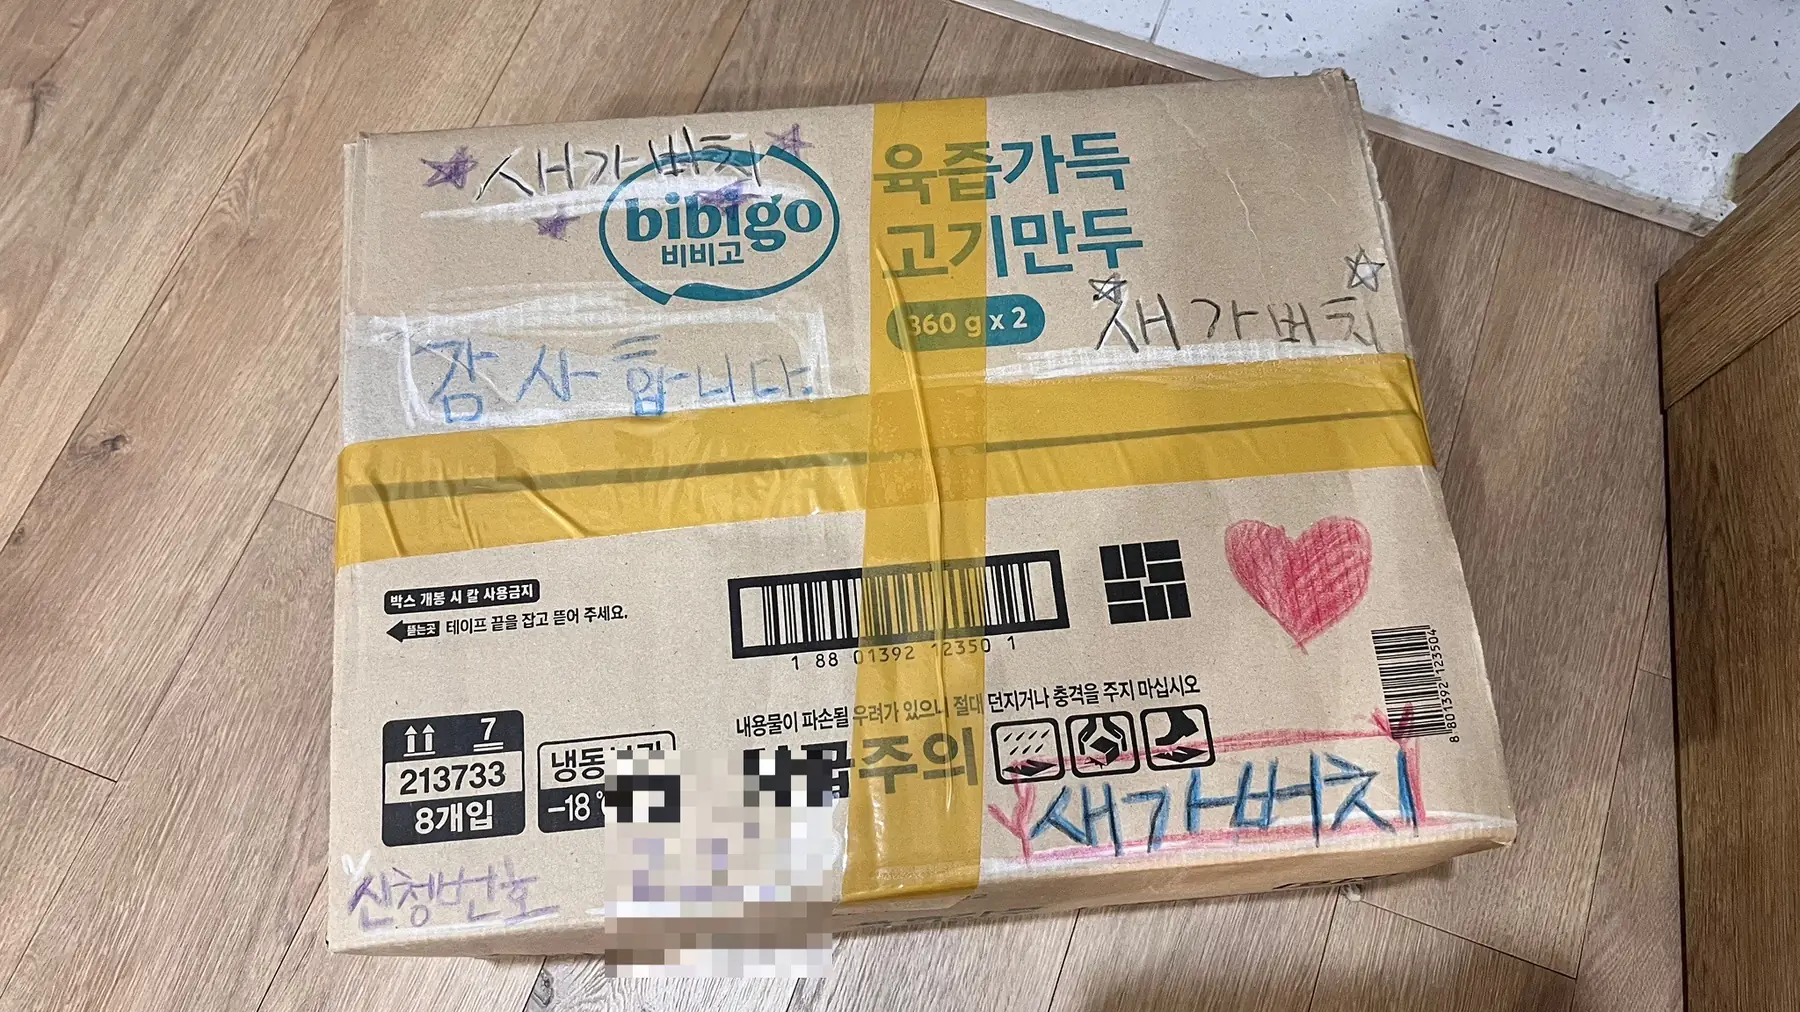 새가버치
bibigo
비비고
육즙가득
고기만두
360 g x 2
새가버치
감사합니다.
박스 개봉 시 칼 사용금지
뜯는곳 테이프 끝을 잡고 뜯어 주세요.
1 88 01392 12350 1
8 801392 123504
내용물이 파손될 우려가 있으니 절대 던지거나 충격을 주지 마십시오
주의
7
213733
8개입
냉동
-18 °
새가버치
신청번호